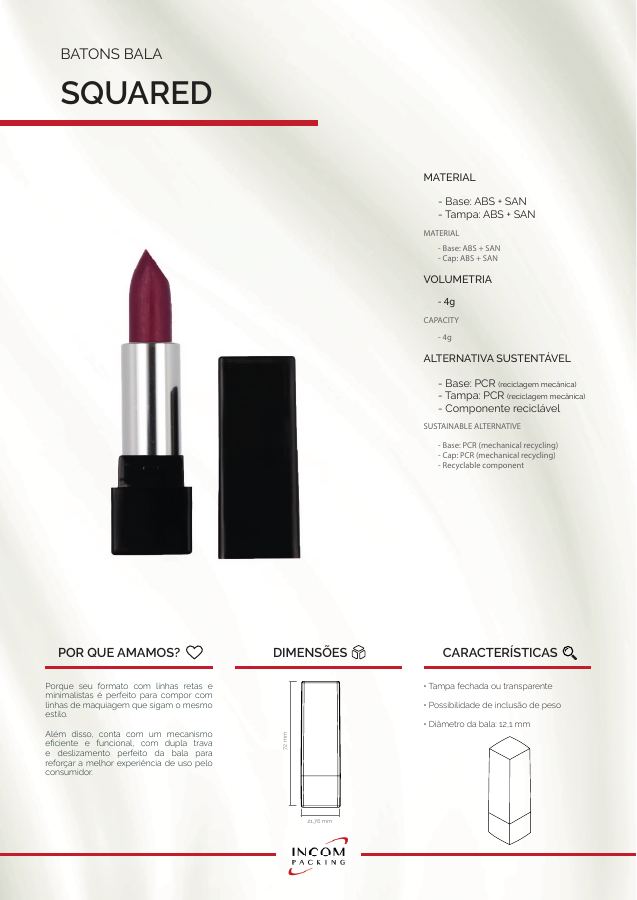 BATONS BALA
SQUARED
MATERIAL
- Base: ABS + SAN
- Tampa: ABS + SAN
MATERIAL
- Base: ABS + SAN
- Cap: ABS + SAN
VOLUMETRIA
- 4g
CAPACITY
- 4g
ALTERNATIVA SUSTENTÁVEL
- Base: PCR (reciclagem mecânica)
- Tampa: PCR (reciclagem mecânica)
- Componente reciclável
SUSTAINABLE ALTERNATIVE
- Base: PCR (mechanical recycling)
- Cap: PCR (mechanical recycling)
- Recyclable component
POR QUE AMAMOS?
Porque seu formato com linhas retas e
minimalistas é perfeito para compor com
linhas de maquiagem que sigam o mesmo
estilo.
Além disso, conta com um mecanismo
eficiente e funcional, com dupla trava
e deslizamento perfeito da bala para
reforçar a melhor experiência de uso pelo
consumidor.
DIMENSÕES
72 mm
21,76 mm
CARACTERÍSTICAS
• Tampa fechada ou transparente
• Possibilidade de inclusão de peso
• Diâmetro da bala: 12.1 mm
INCOM
PACKING